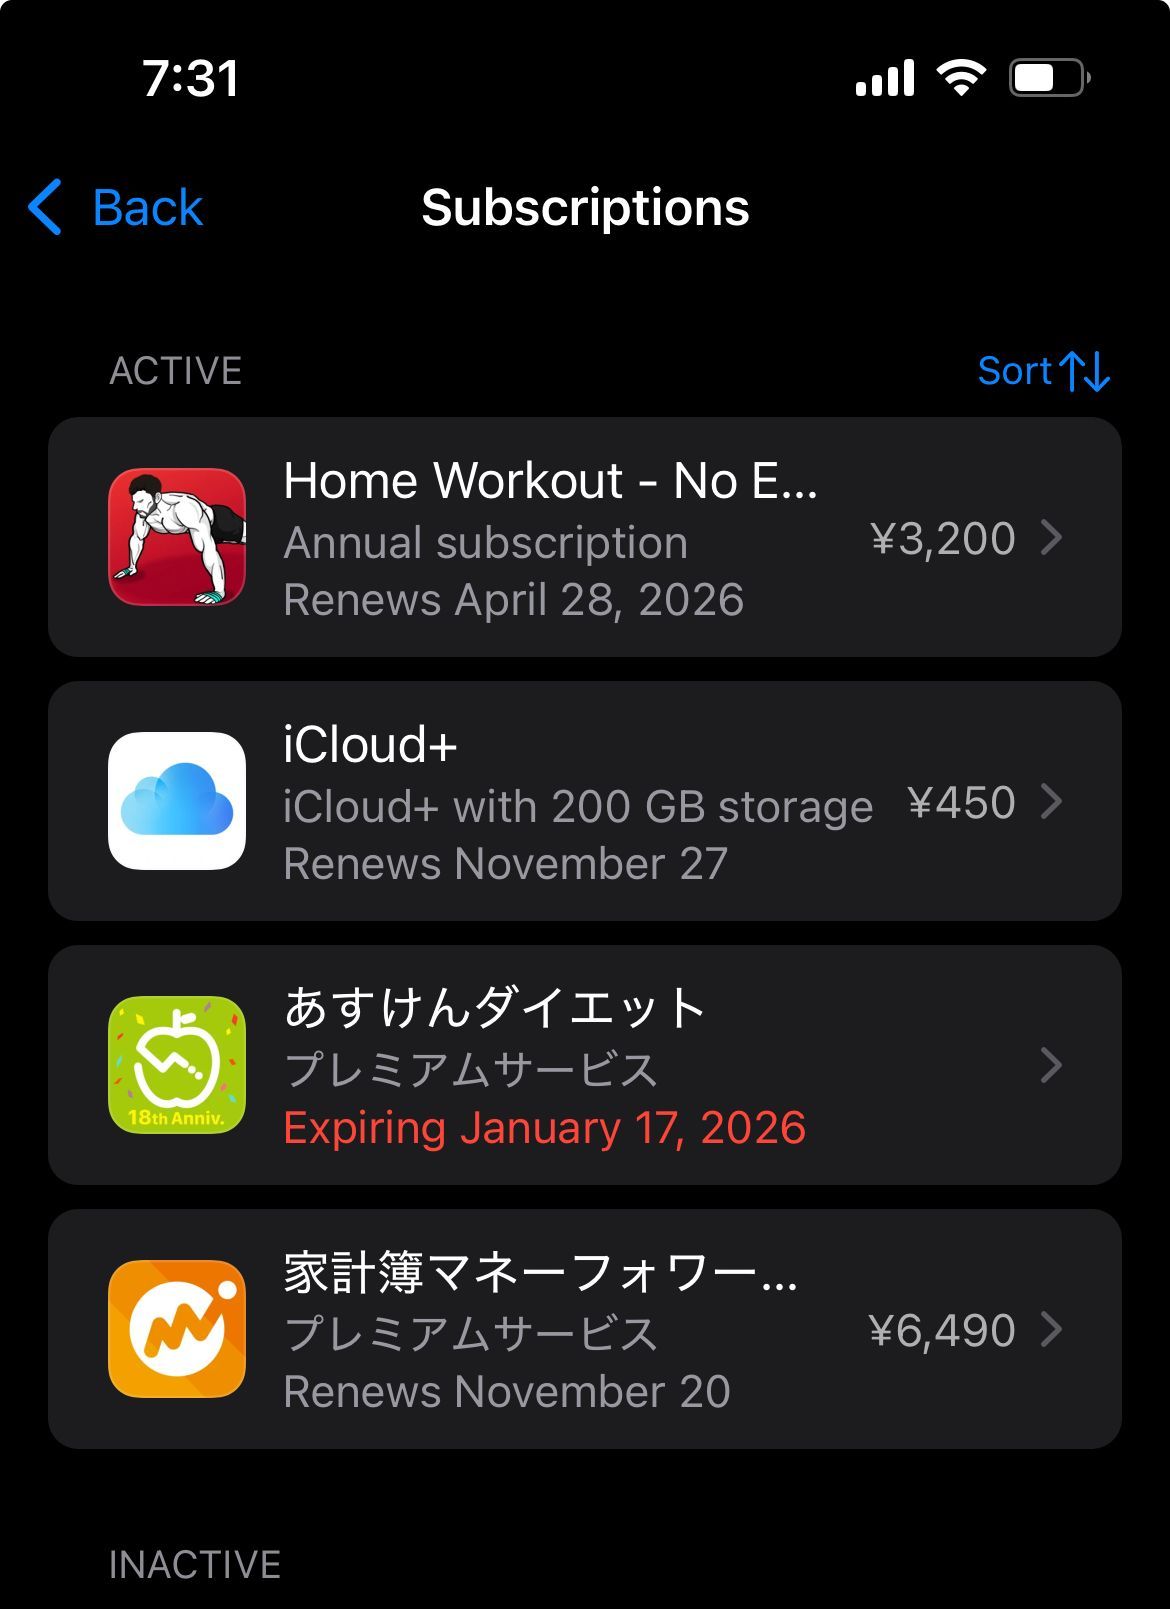 7:31
Back
Subscriptions
ACTIVE
Sort↑↓
Home Workout - No E...
Annual subscription
¥3,200
Renews April 28, 2026
iCloud+
iCloud+ with 200 GB storage
¥450
Renews November 27
18th Anniv.
あすけんダイエット
プレミアムサービス
Expiring January 17, 2026
家計簿マネーフォワー...
プレミアムサービス
¥6,490
Renews November 20
INACTIVE